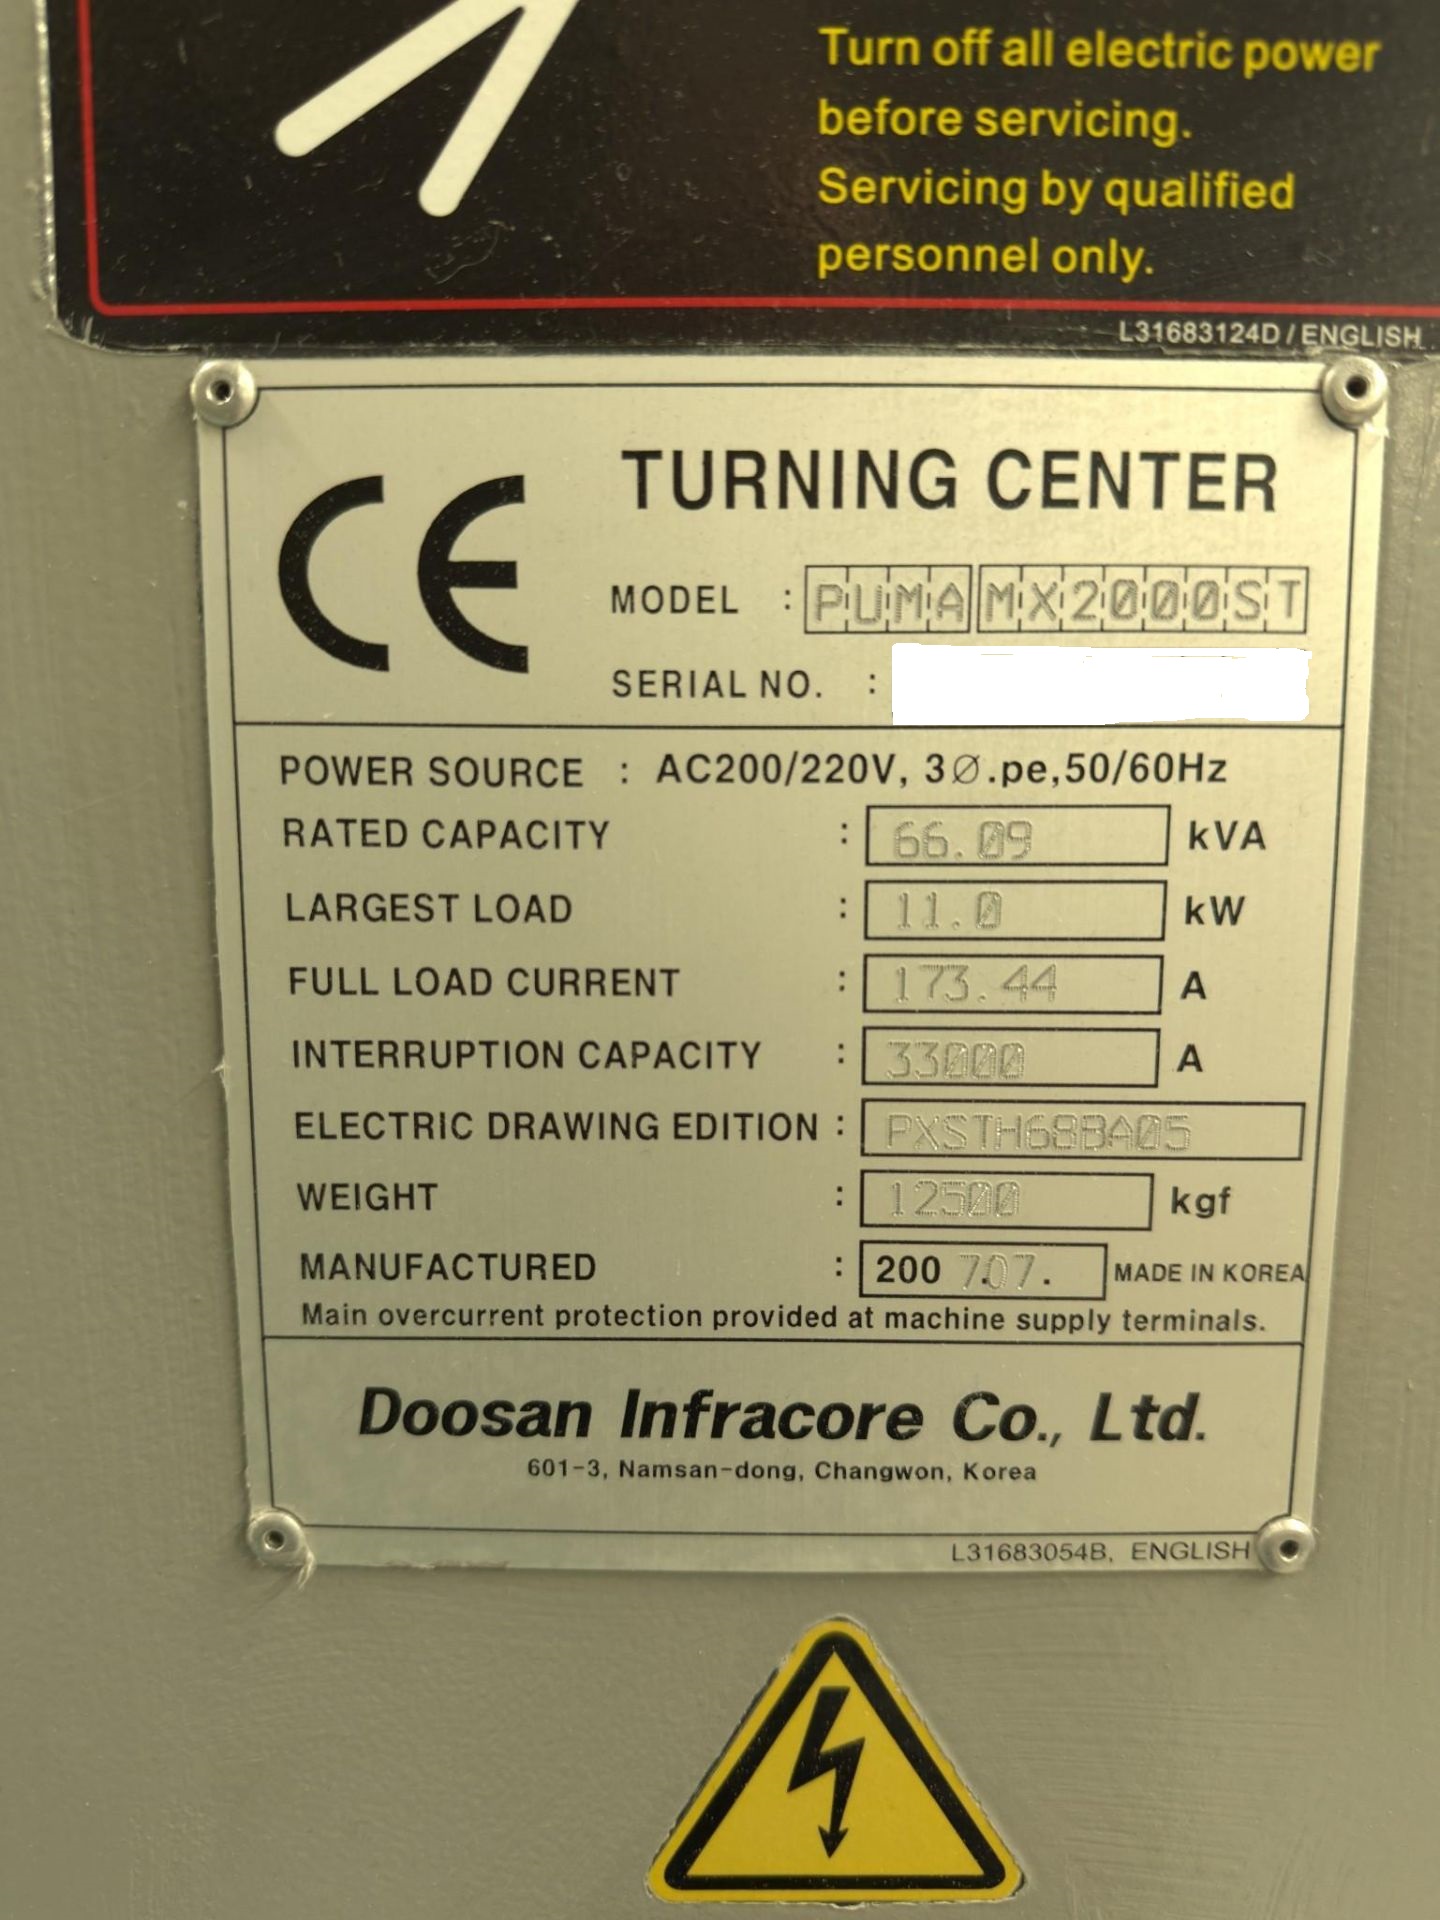 Turn off all electric power
before servicing.
Servicing by qualified
personnel only.
L31683124D / ENGLISH
CE
TURNING CENTER
MODEL : PUMA MX2000ST
SERIAL NO. :
POWER SOURCE : AC200/220V, 3Ø.pe,50/60Hz
RATED CAPACITY : 66.09 kVA
LARGEST LOAD : 11.0 kW
FULL LOAD CURRENT : 173.44 A
INTERRUPTION CAPACITY : 33000 A
ELECTRIC DRAWING EDITION : PXSTH68BA05
WEIGHT : 12500 kgf
MANUFACTURED : 200 7.07. MADE IN KOREA
Main overcurrent protection provided at machine supply terminals.
Doosan Infracore Co., Ltd.
601-3, Namsan-dong, Changwon, Korea
L31683054B, ENGLISH